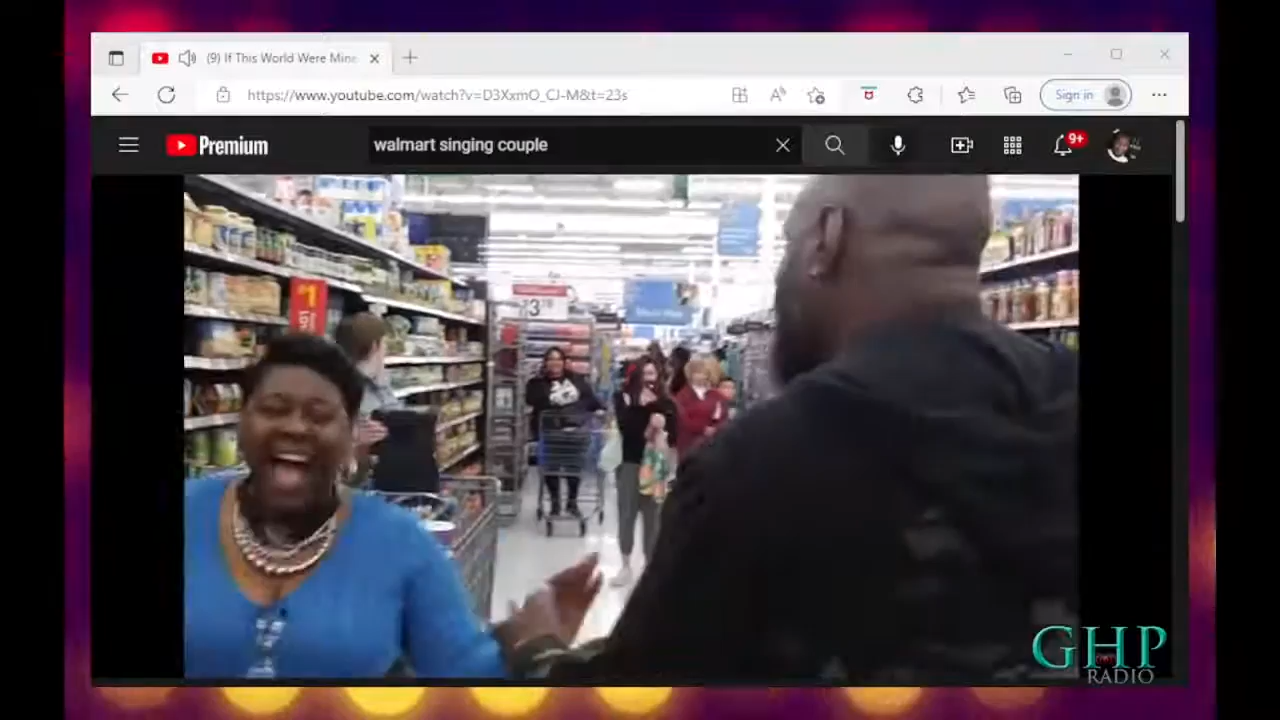 (9) If This World Were Mine
https://www.youtube.com/watch?v=D3XxmO_CJ-M&t=23s
Sign in
Premium
walmart singing couple
9+
1
3
GHP
RADIO